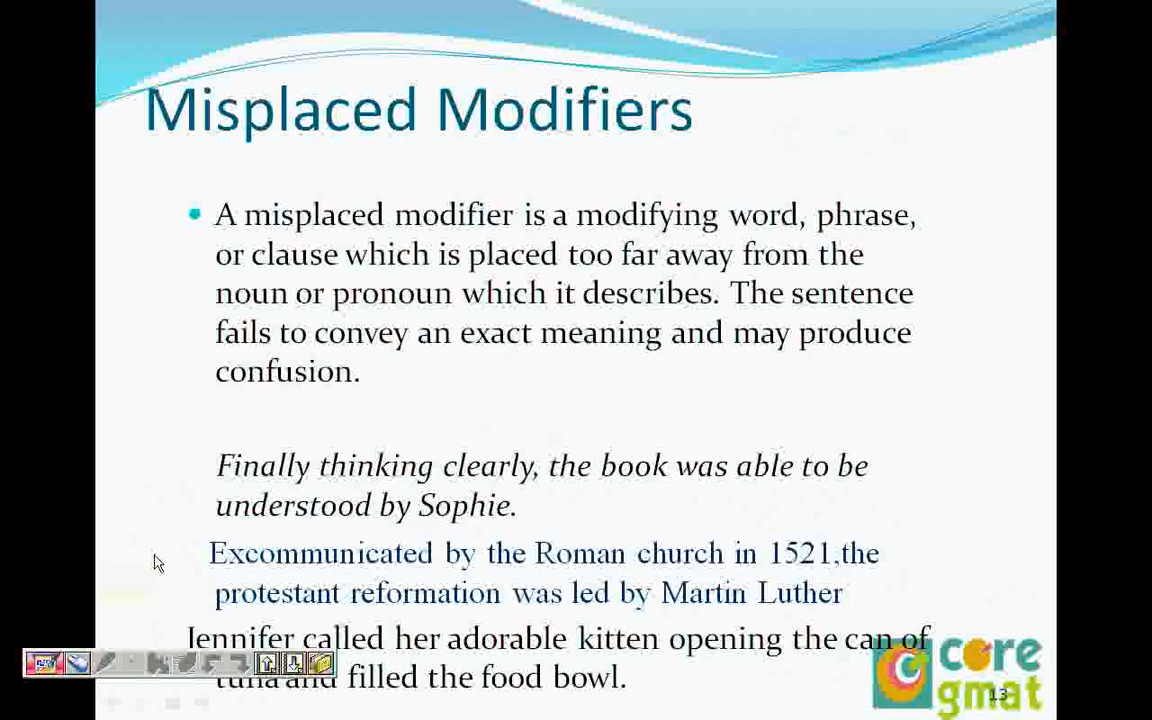 Misplaced Modifiers
• A misplaced modifier is a modifying word, phrase,
or clause which is placed too far away from the
noun or pronoun which it describes. The sentence
fails to convey an exact meaning and may produce
confusion.
Finally thinking clearly, the book was able to be
understood by Sophie.
Excommunicated by the Roman church in 1521,the
protestant reformation was led by Martin Luther
Jennifer called her adorable kitten opening the can of
tuna and filled the food bowl.
core
gmat
13